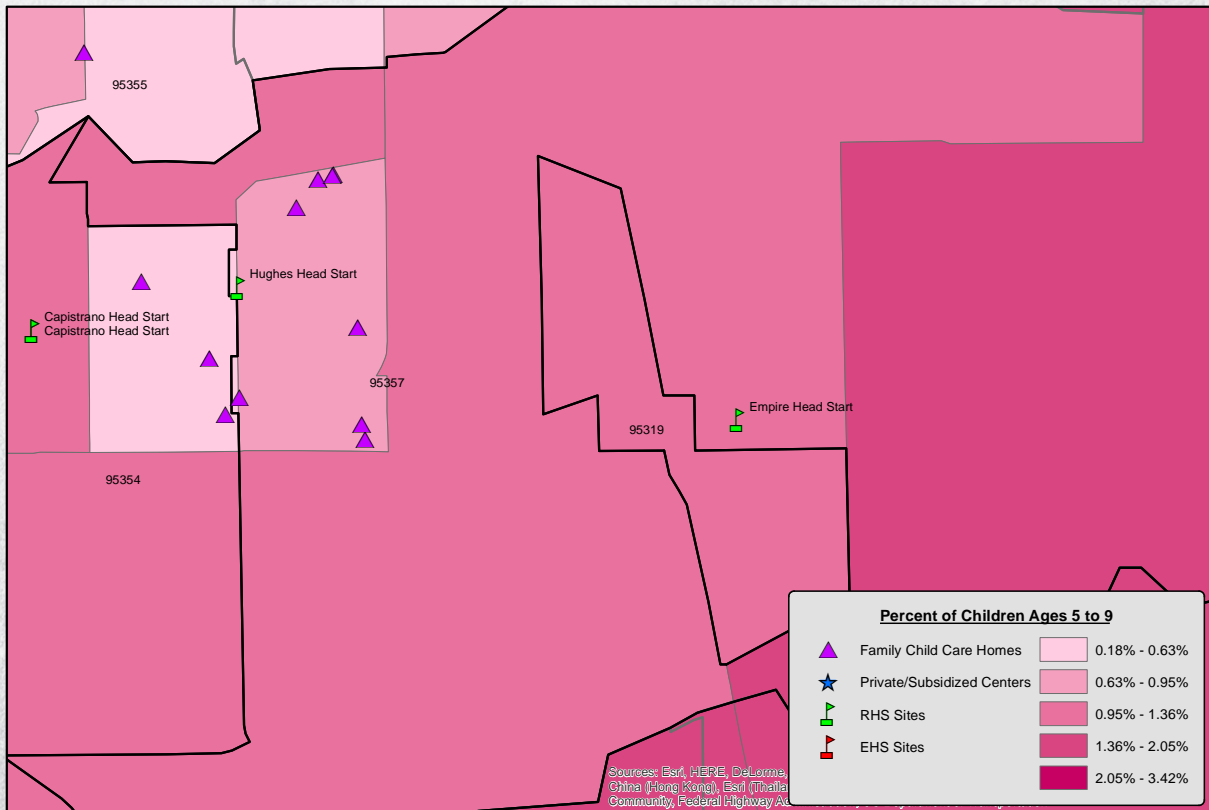 95355
Hughes Head Start
Capistrano Head Start
Capistrano Head Start
95357
Empire Head Start
95319
95354
Percent of Children Ages 5 to 9
Family Child Care Homes
0.18% - 0.63%
Private/Subsidized Centers
0.63% - 0.95%
RHS Sites
0.95% - 1.36%
EHS Sites
1.36% - 2.05%
2.05% - 3.42%
Sources: Esri, HERE, DeLorme,
China (Hong Kong), Esri
Community, Federal Highway